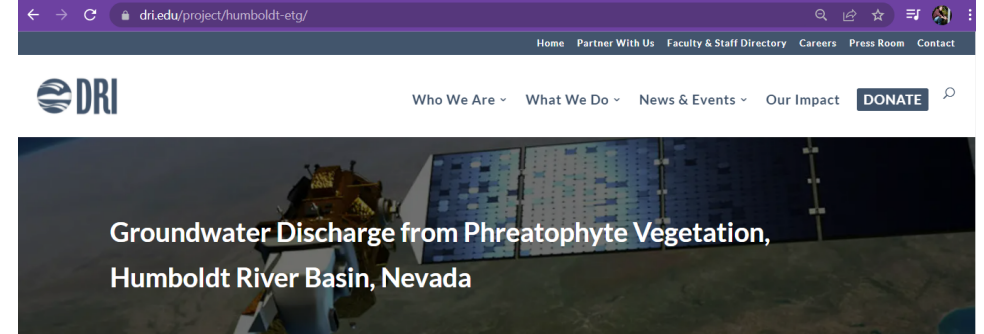 dri.edu/project/humboldt-etg/
Home Partner With Us Faculty & Staff Directory Careers Press Room Contact
DRI
Who We Are What We Do News & Events Our Impact DONATE
Groundwater Discharge from Phreatophyte Vegetation,
Humboldt River Basin, Nevada